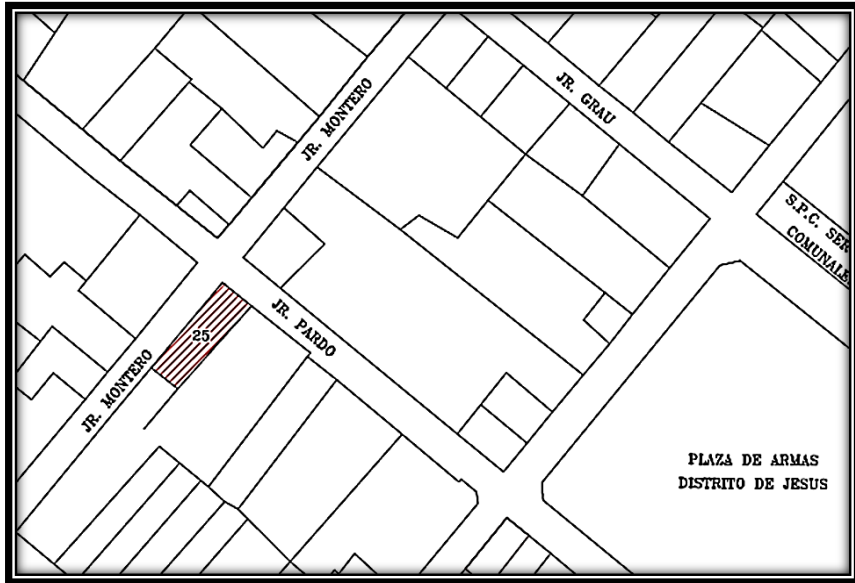 JR. MONTERO
JR. GRAU
S.P.C. SER
COMUNALE
25
JR. PARDO
JR. MONTERO
PLAZA DE ARMAS
DISTRITO DE JESUS